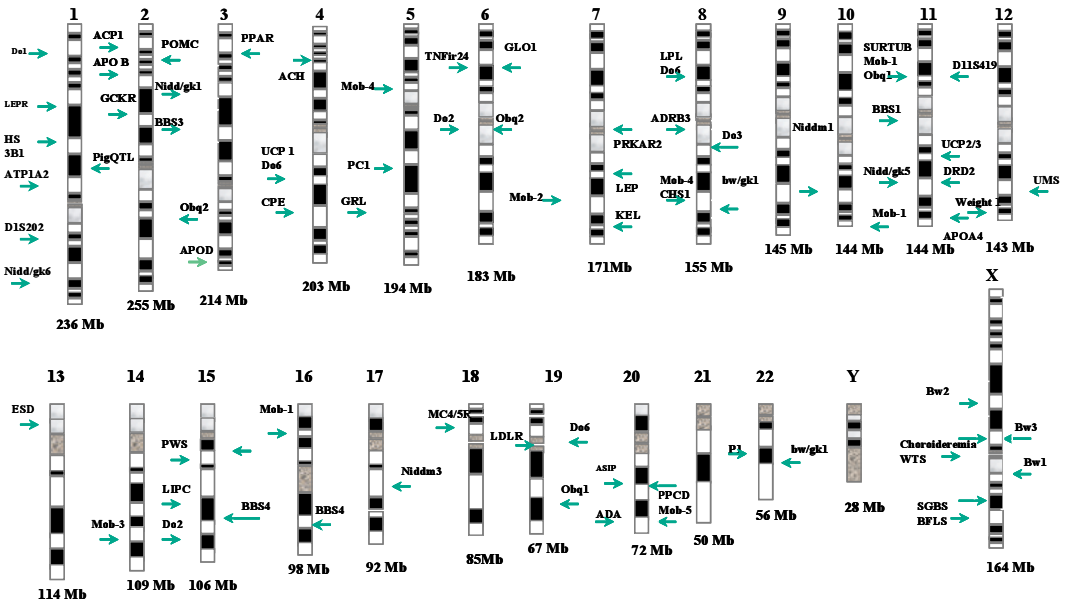 1 2 3 4 5 6 7 8 9 10 11 12
Do1
ACP1
APO B
POMC
PPAR
ACH
Mob-4
TNFir24
GLO1
LPL
Do6
SURTUB
Mob-1
Obq1
D11S419
LEPR
GCKR
Nidd/gk1
BBS3
Do2
Obq2
ADRB3
PRKAR2
Do3
Niddm1
BBS1
HS
3B1
PigQTL
ATP1A2
UCP 1
Do6
PC1
LEP
Mob-4
CHS1
bw/gk1
UCP2/3
Nidd/gk5
DRD2
UMS
CPE
GRL
Mob-2
KEL
Obq2
Mob-1
Weight 1
APOA4
D1S202
APOD
Nidd/gk6
236 Mb
255 Mb
214 Mb
203 Mb
194 Mb
183 Mb
171Mb
155 Mb
145 Mb
144 Mb
144 Mb
143 Mb
X
13 14 15 16 17 18 19 20 21 22 Y
ESD
PWS
LIPC
Mob-3
Do2
BBS4
Mob-1
BBS4
Niddm3
MC4/5R
LDLR
Do6
Obq1
ASIP
ADA
PPCD
Mob-5
P1
bw/gk1
Bw2
Bw3
Choroideremia
WTS
Bw1
SGBS
BFLS
114 Mb
109 Mb
106 Mb
98 Mb
92 Mb
85Mb
67 Mb
72 Mb
50 Mb
56 Mb
28 Mb
164 Mb